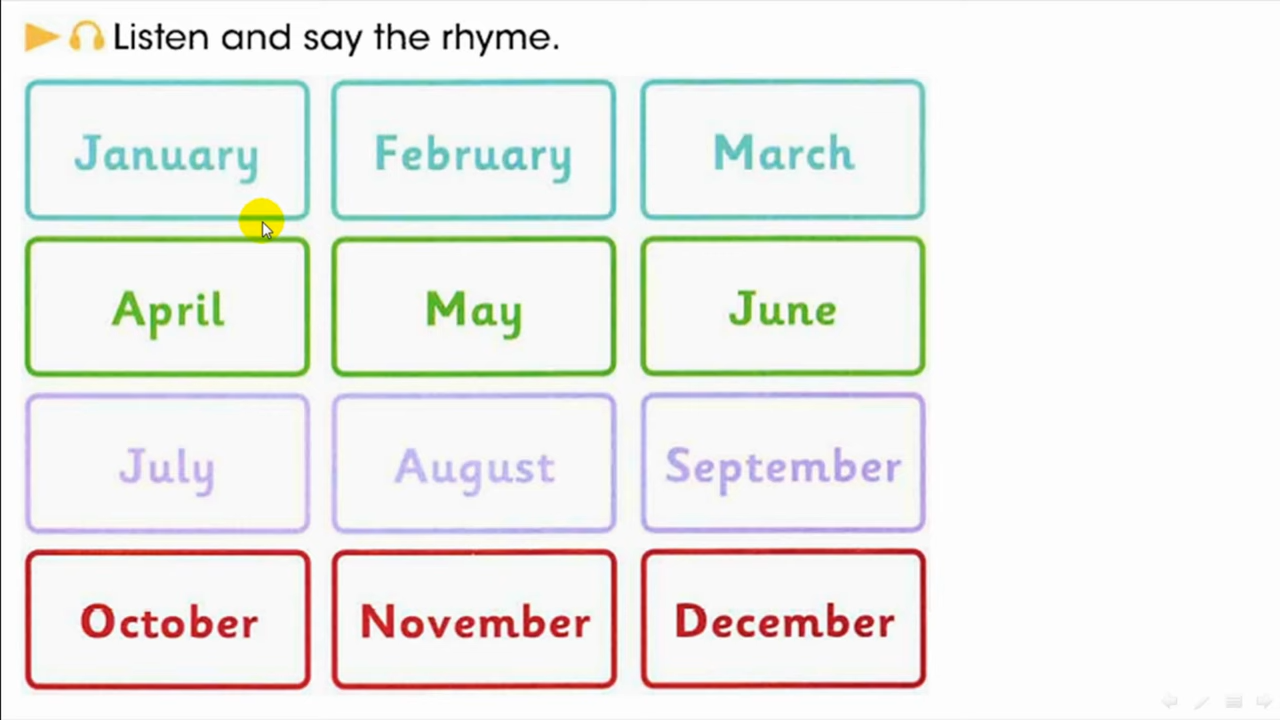 Listen and say the rhyme.
January February March
April May June
July August September
October November December